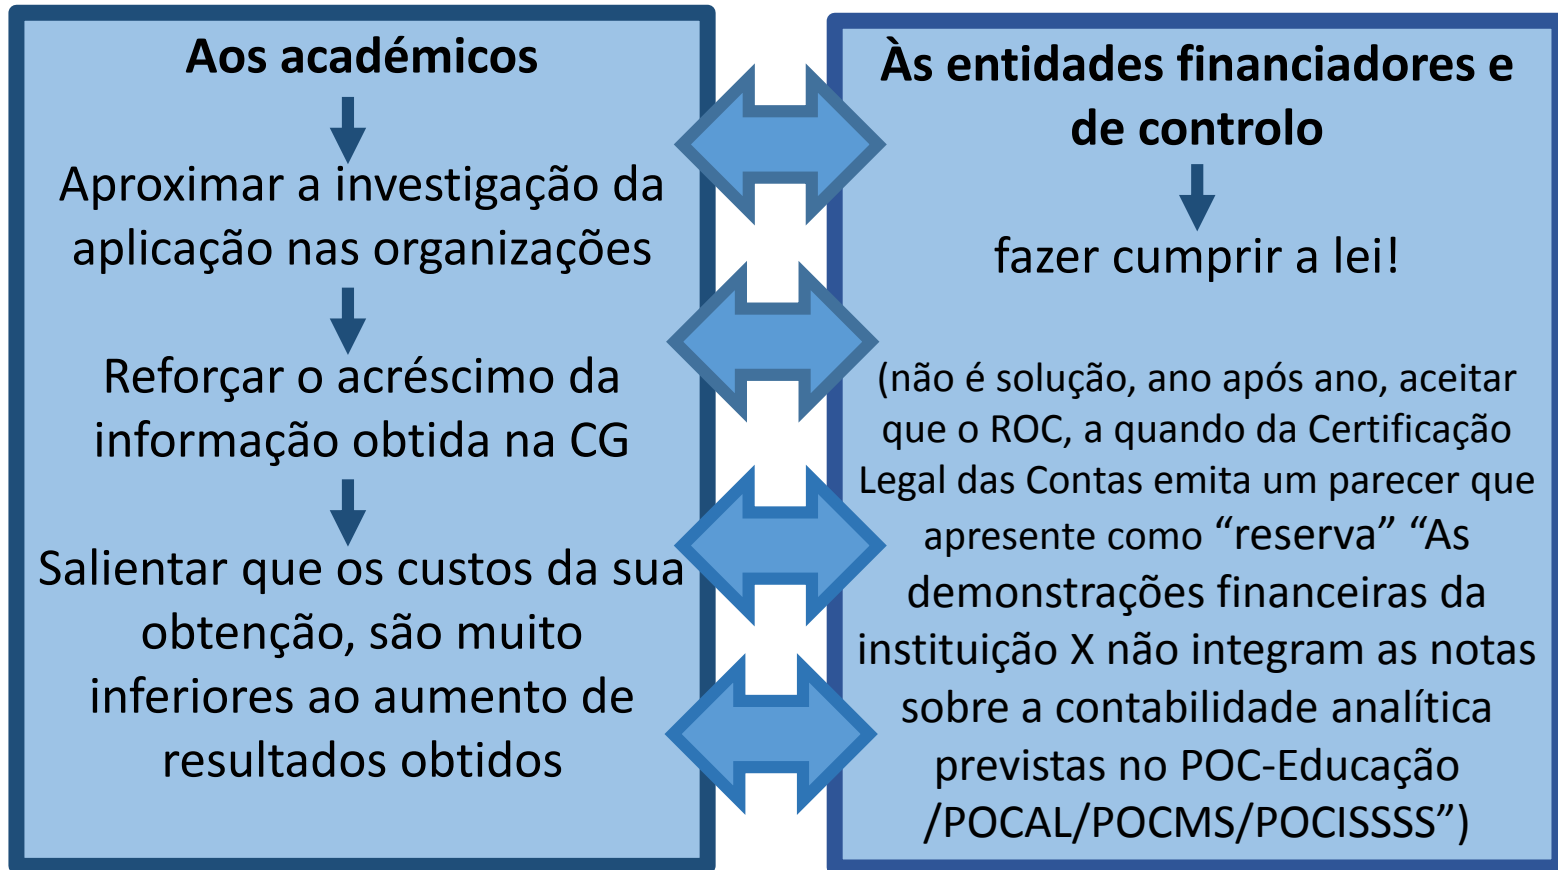 Aos académicos
Aproximar a investigação da
aplicação nas organizações
Reforçar o acréscimo da
informação obtida na CG
Salientar que os custos da sua
obtenção, são muito
inferiores ao aumento de
resultados obtidos
Às entidades financiadores e
de controlo
fazer cumprir a lei!
(não é solução, ano após ano, aceitar
que o ROC, a quando da Certificação
Legal das Contas emita um parecer que
apresente como “reserva” “As
demonstrações financeiras da
instituição X não integram as notas
sobre a contabilidade analítica
previstas no POC-Educação
/POCAL/POCMS/POCISSSS”)